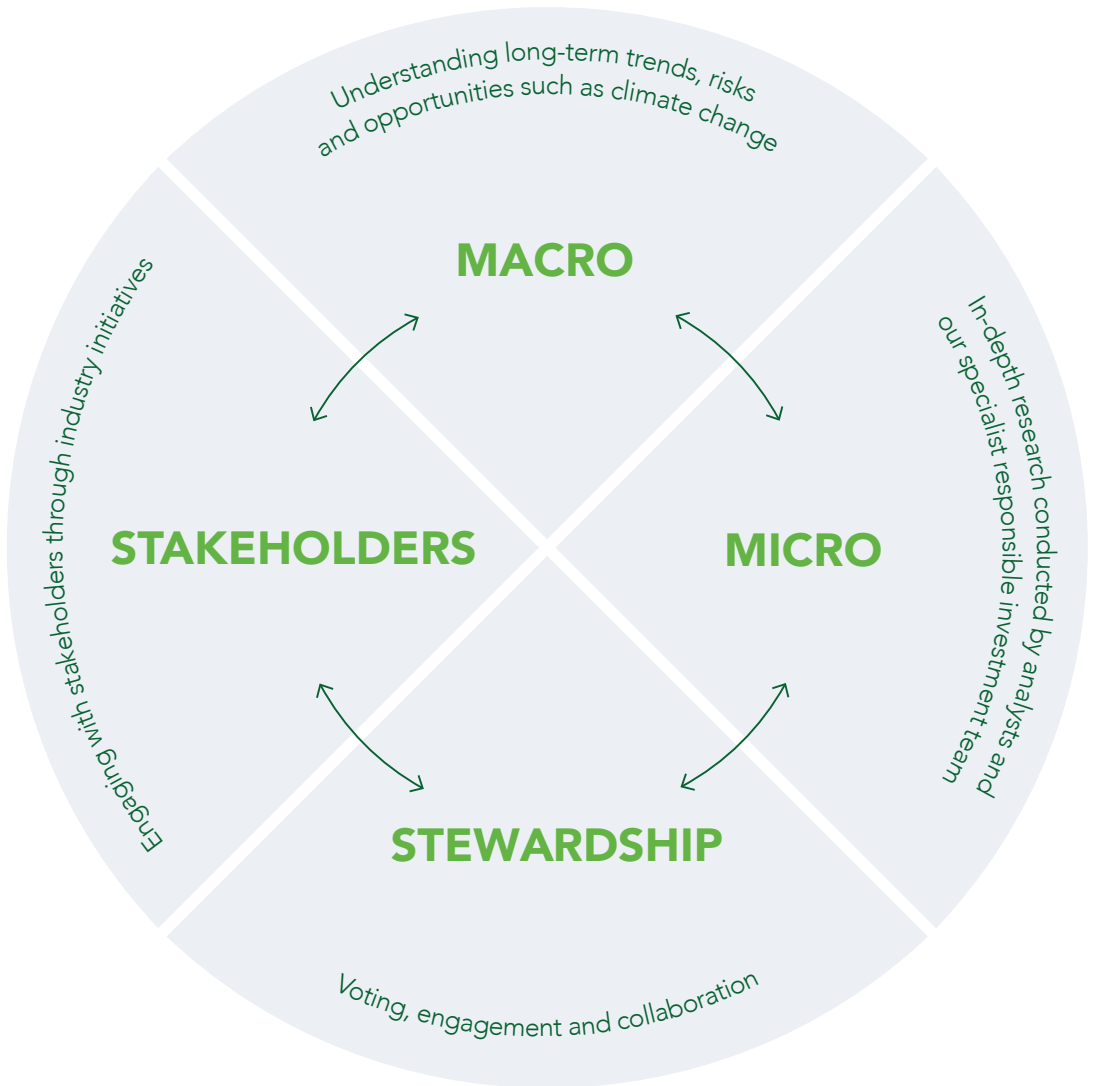 Understanding long-term trends, risks
and opportunities such as climate change
MACRO
In-depth research conducted by analysts and
our specialist responsible investment team
MICRO
STEWARDSHIP
Voting, engagement and collaboration
STAKEHOLDERS
Engaging with stakeholders through industry initiatives